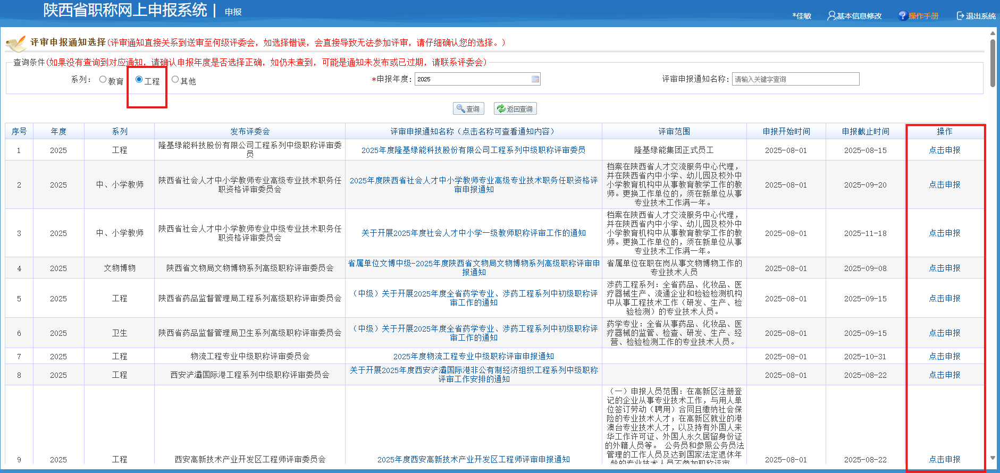 陕西省职称网上申报系统 | 申报
*佳敏 基本信息修改 操作手册 退出系统
评审申报通知选择(评审通知直接关系到送审至何级评委会，如选择错误，会直接导致无法参加评审，请仔细确认您的选择。)
查询条件(如果没有查询到对应通知，请确认申报年度是否选择正确，如仍未查到，可能是通知未发布或已过期，请联系评委会)
系列： 教育 工程 其他 *申报年度： 2025 评审申报通知名称： 请输入关键字查询
查询 返回查询
序号 年度 系列 发布评委会 评审申报通知名称（点击名称可查看通知内容） 评审范围 申报开始时间 申报截止时间 操作
1 2025 工程 隆基绿能科技股份有限公司工程系列中级职称评审委
员 2025年度隆基绿能科技股份有限公司工程系列中级职称评审委员 隆基绿能集团正式员工 2025-08-01 2025-08-15 点击申报
2 2025 中、小学教师 陕西省社会人才中小学教师专业高级专业技术职务任
职资格评审委员会 2025年度陕西省社会人才中小学教师专业高级专业技术职务任职资格评
审申报通知 档案在陕西省人才交流服务中心代理，
并在陕西省内中小学、幼儿园及校外中
小学教育机构中从事教育教学工作的教
师。更换工作单位的，须在新单位从事
专业技术工作满一年。 2025-08-01 2025-09-20 点击申报
3 2025 中、小学教师 陕西省社会人才中小学教师专业中级专业技术职务任
职资格评审委员会 关于开展2025年度社会人才中小学一级教师职称评审工作的通知 档案在陕西省人才交流服务中心代理，
并在陕西省内中小学、幼儿园及校外中
小学教育机构中从事教育教学工作的教
师。更换工作单位的，须在新单位从事
专业技术工作满一年。 2025-08-01 2025-11-18 点击申报
4 2025 文物博物 陕西省文物局文物博物系列高级职称评审委员会 省属单位文博中级-2025年度陕西省文物局文物博物系列高级职称评审申
报通知 省属单位在职在岗从事文物博物工作的
专业技术人员 2025-08-01 2025-09-08 点击申报
5 2025 工程 陕西省药品监督管理局工程系列高级职称评审委员会 （中级）关于开展2025年度全省药学专业、涉药工程系列中初级职称评
审工作的通知 涉药工程系列：全省药品、化妆品、医
疗器械生产、流通企业和检验检测机构
中从事工程技术工作（研发、生产、检
验检测）的专业技术人员。 2025-08-01 2025-09-15 点击申报
6 2025 卫生 陕西省药品监督管理局卫生系列高级职称评审委员会 （中级）关于开展2025年度全省药学专业、涉药工程系列中初级职称评
审工作的通知 药学专业：全省从事药品、化妆品、医
疗器械的监管、检查、研发、生产、经
营、检验检测工作的专业技术人员。 2025-08-01 2025-09-15 点击申报
7 2025 工程 物流工程专业中级职称评审委员会 2025年度物流工程专业中级职称评审申报通知 2025-08-01 2025-10-31 点击申报
8 2025 工程 西安浐灞国际港工程系列中级职称评审委员会 关于开展2025年度西安浐灞国际港非公有制经济组织工程系列中级职称
评审工作安排的通知 2025-08-01 2025-08-22 点击申报
9 2025 工程 西安高新技术产业开发区工程师评审委员会 2025年度西安高新技术产业开发区工程师评审申报通知 （一）申报人员范围：在高新区注册登
记的企业从事专业技术工作，与用人单
位签订劳动（聘用）合同且缴纳社会保
险的专业技术人才；在高新区就业的港
澳台专业技术人才，以及持有外国人来
华工作许可证、外国人永久居留身份证
的外籍人员等。 公务员和参照公务员法
管理的工作人员及达到国家法定退休年
龄的专业技术人员不参加职称评审。 2025-08-01 2025-08-22 点击申报